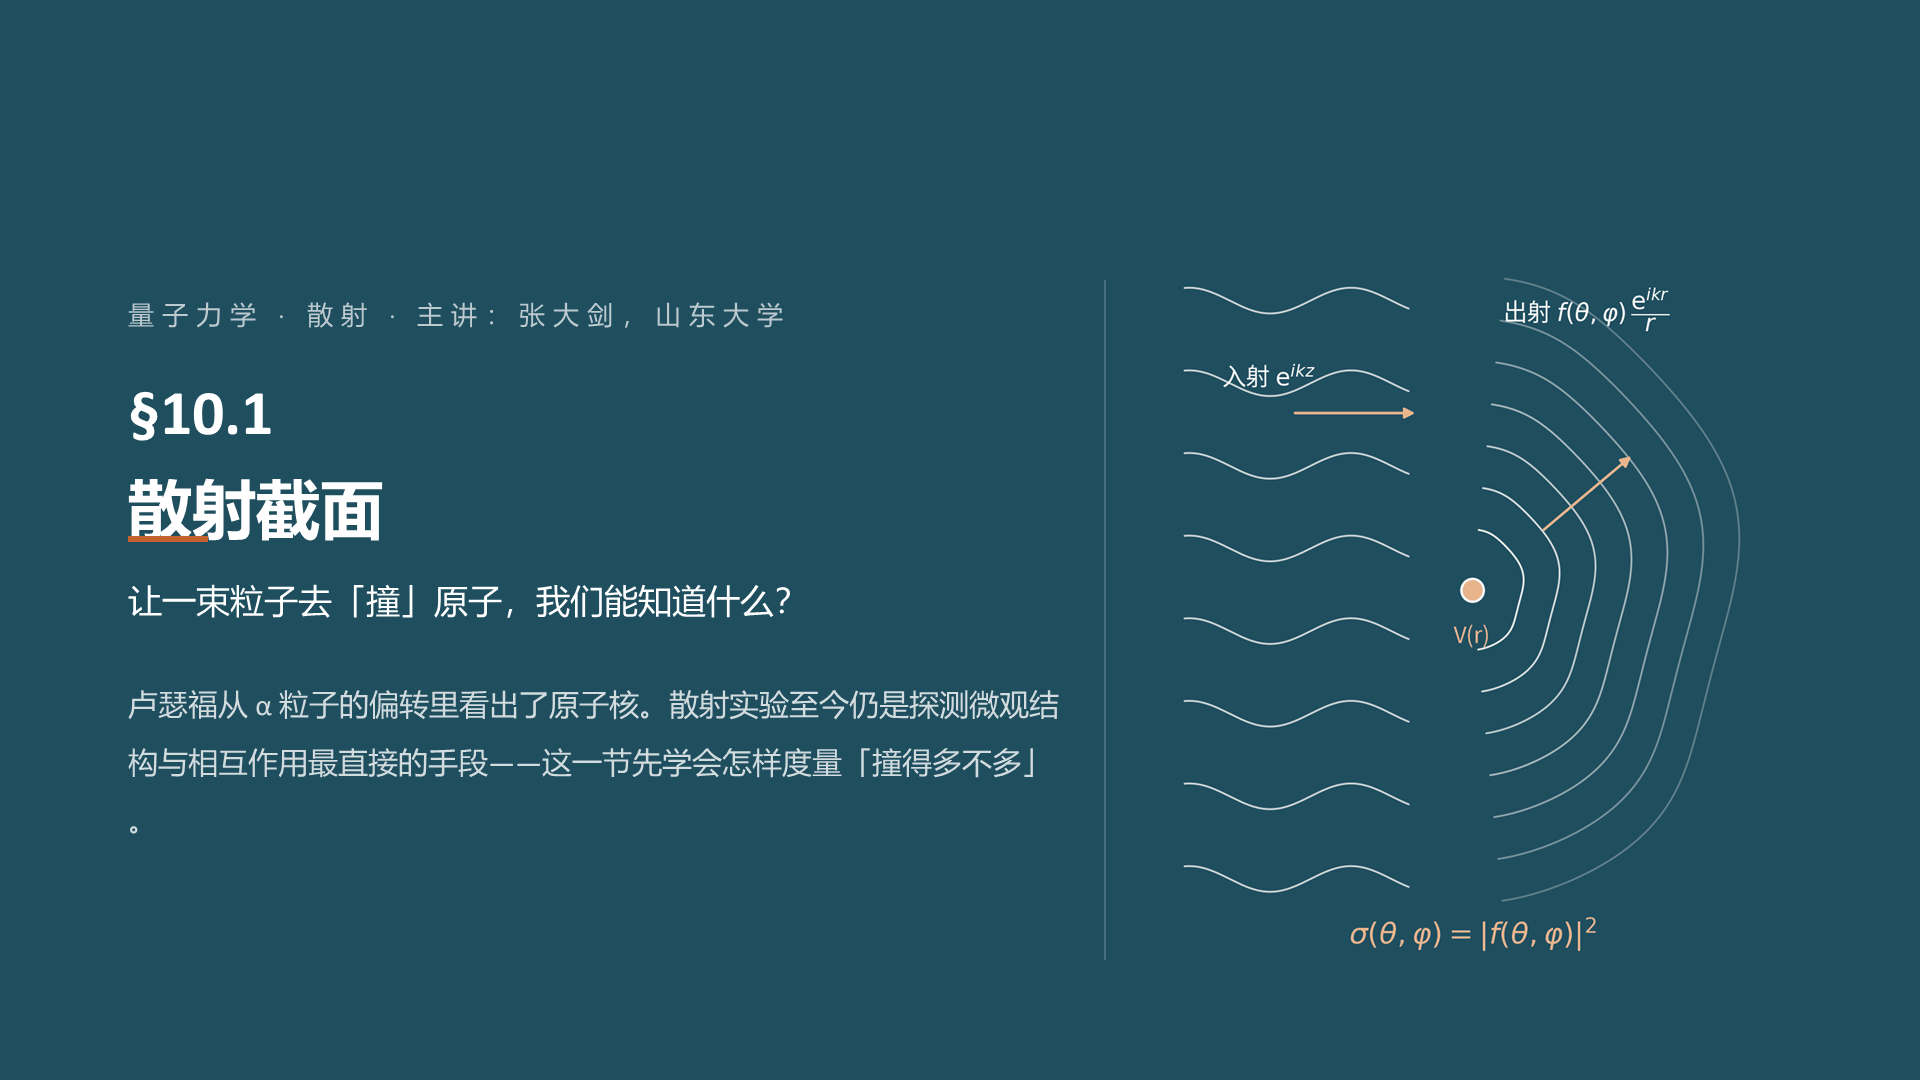 量子力学 · 散射 · 主讲：张大剑，山东大学
§10.1
散射截面
让一束粒子去「撞」原子，我们能知道什么？
卢瑟福从 α 粒子的偏转里看出了原子核。散射实验至今仍是探测微观结
构与相互作用最直接的手段——这一节先学会怎样度量「撞得多不多」
。
出射 f(θ, φ) e^{ikr}/r
入射 e^{ikz}
V(r)
σ(θ, φ) = |f(θ, φ)|²